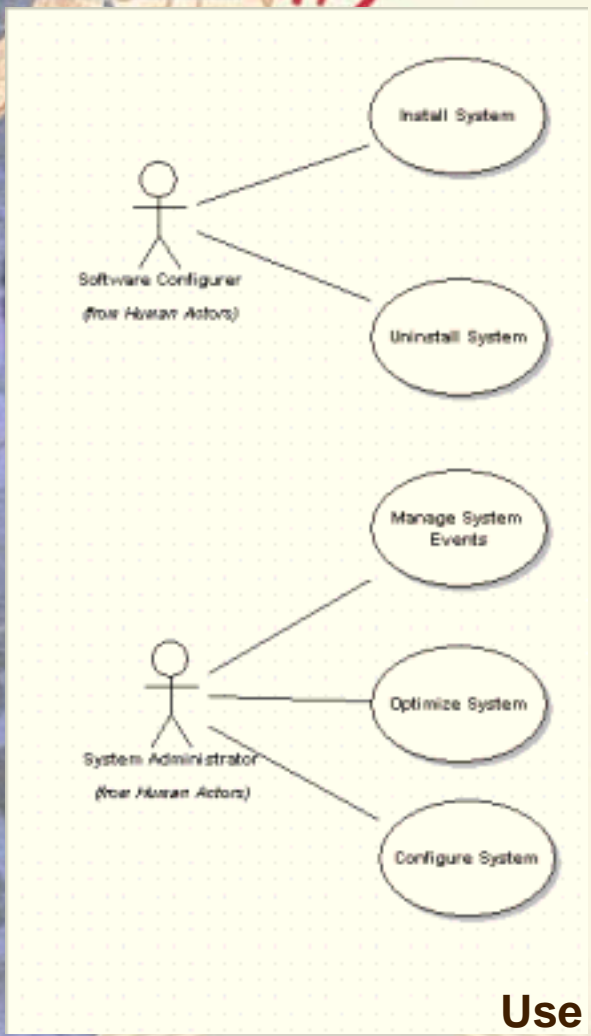 Install System
Software Configurer
(from Human Actors)
Uninstall System
Manage System
Events
System Administrator
(from Human Actors)
Optimize System
Configure System
Use